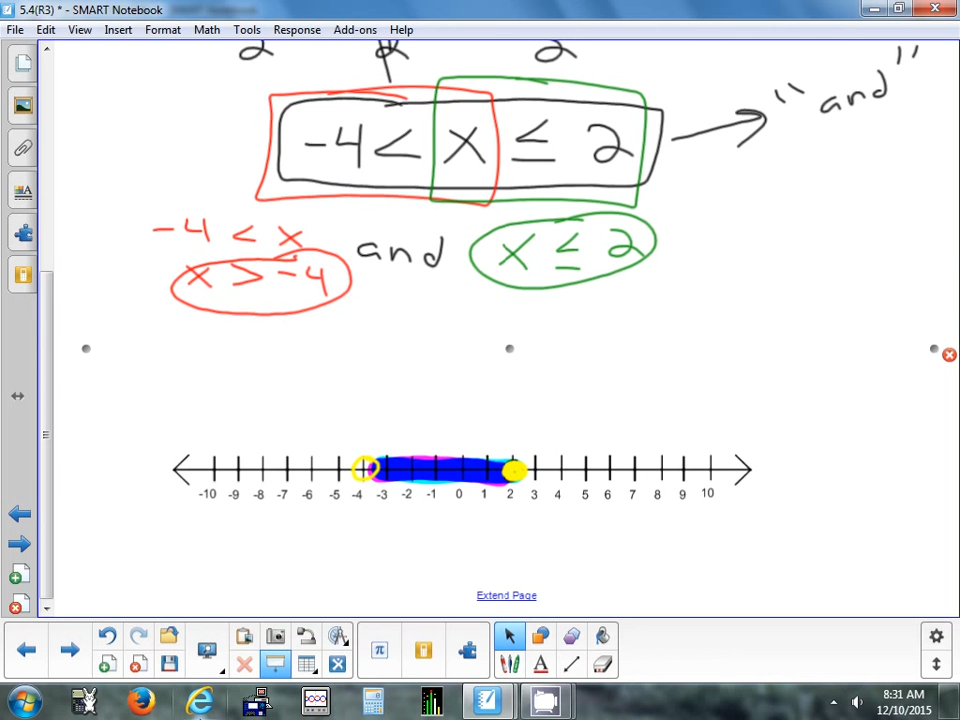 5.4(R3) * - SMART Notebook
File Edit View Insert Format Math Tools Response Add-ons Help
2 2
-4 < x ≤ 2 "and"
-4 < x
x > -4 and x ≤ 2
-10 -9 -8 -7 -6 -5 -4 -3 -2 -1 0 1 2 3 4 5 6 7 8 9 10
Extend Page
π
A
8:31 AM
12/10/2015